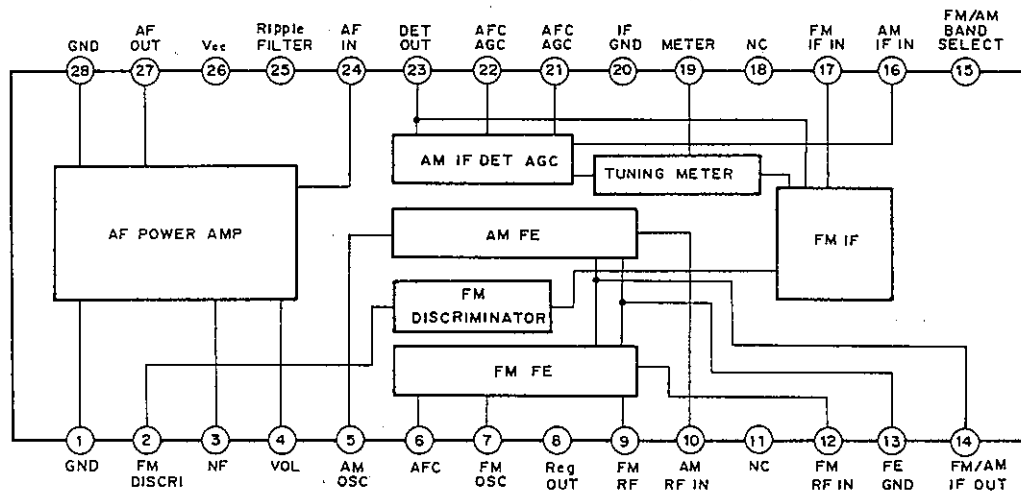 GND
AF
OUT
Vcc
Ripple
FILTER
AF
IN
DET
OUT
AFC
AGC
AFC
AGC
IF
GND
METER
NC
FM
IF IN
AM
IF IN
FM/AM
BAND
SELECT
28 27 26 25 24 23 22 21 20 19 18 17 16 15
AM IF DET AGC
TUNING METER
AF POWER AMP
AM FE
FM IF
FM
DISCRIMINATOR
FM FE
1 2 3 4 5 6 7 8 9 10 11 12 13 14
GND
FM
DISCRI
NF
VOL
AM
OSC
AFC
FM
OSC
Reg
OUT
FM
RF
AM
RF IN
NC
FM
RF IN
FE
GND
FM/AM
IF OUT